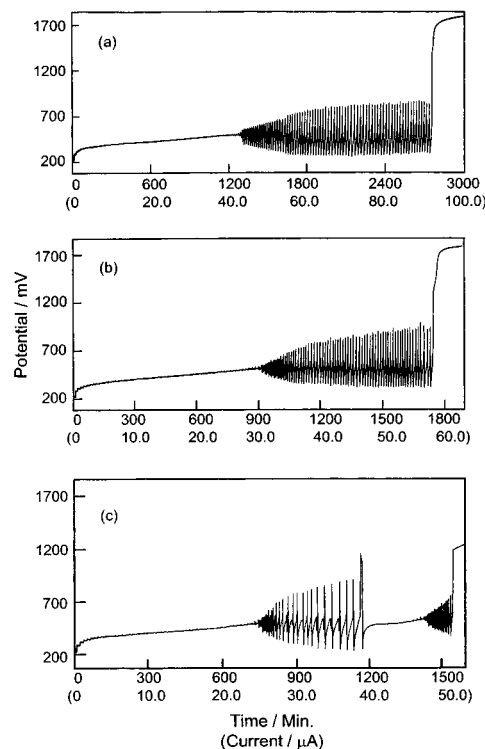 (a)
1700
1200
700
200
0 600 1200 1800 2400 3000
(0 20.0 40.0 60.0 80.0 100.0)
(b)
1700
1200
700
200
0 300 600 900 1200 1500 1800
(0 10.0 20.0 30.0 40.0 50.0 60.0)
(c)
1700
1200
700
200
0 300 600 900 1200 1500
(0 10.0 20.0 30.0 40.0 50.0)
Potential / mV
Time / Min.
(Current / µA)